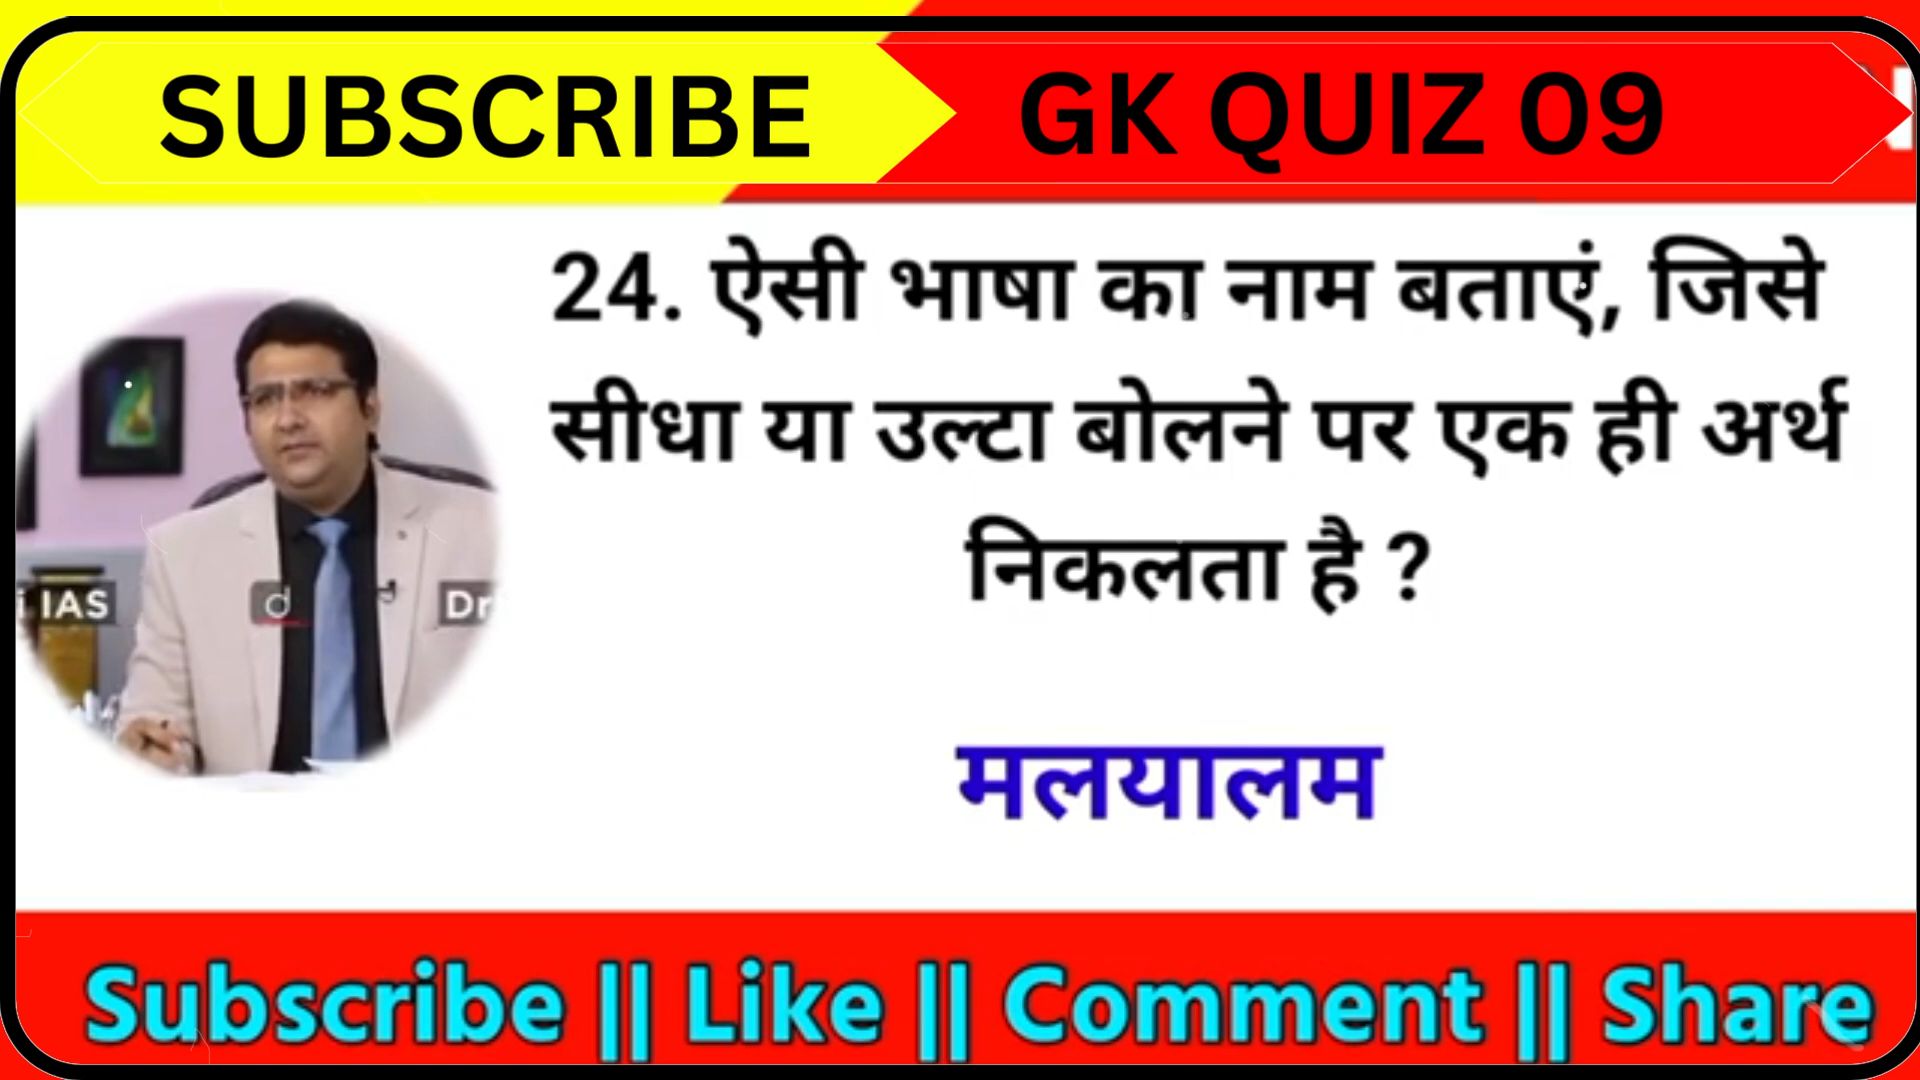 SUBSCRIBE
GK QUIZ 09
24. ऐसी भाषा का नाम बताएं, जिसे
सीधा या उल्टा बोलने पर एक ही अर्थ
निकलता है ?
i IAS
d
Dr
मलयालम
Subscribe || Like || Comment || Share